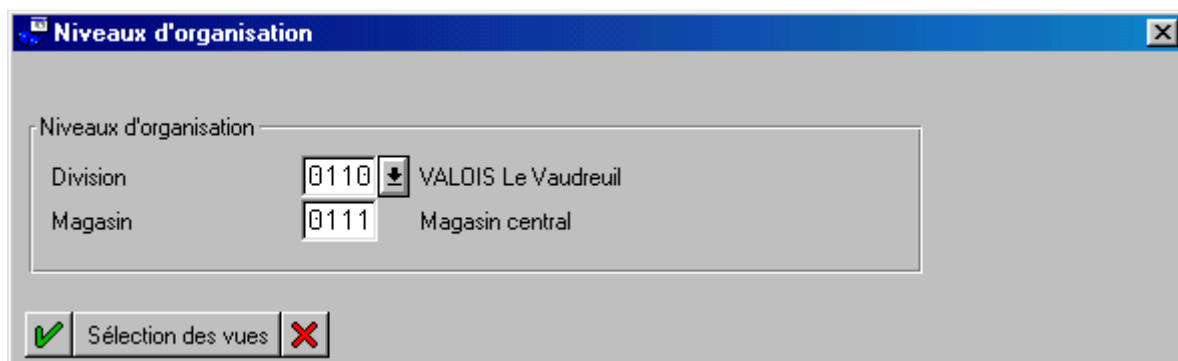 Niveaux d'organisation
Niveaux d'organisation
Division 0110 VALOIS Le Vaudreuil
Magasin 0111 Magasin central
Sélection des vues